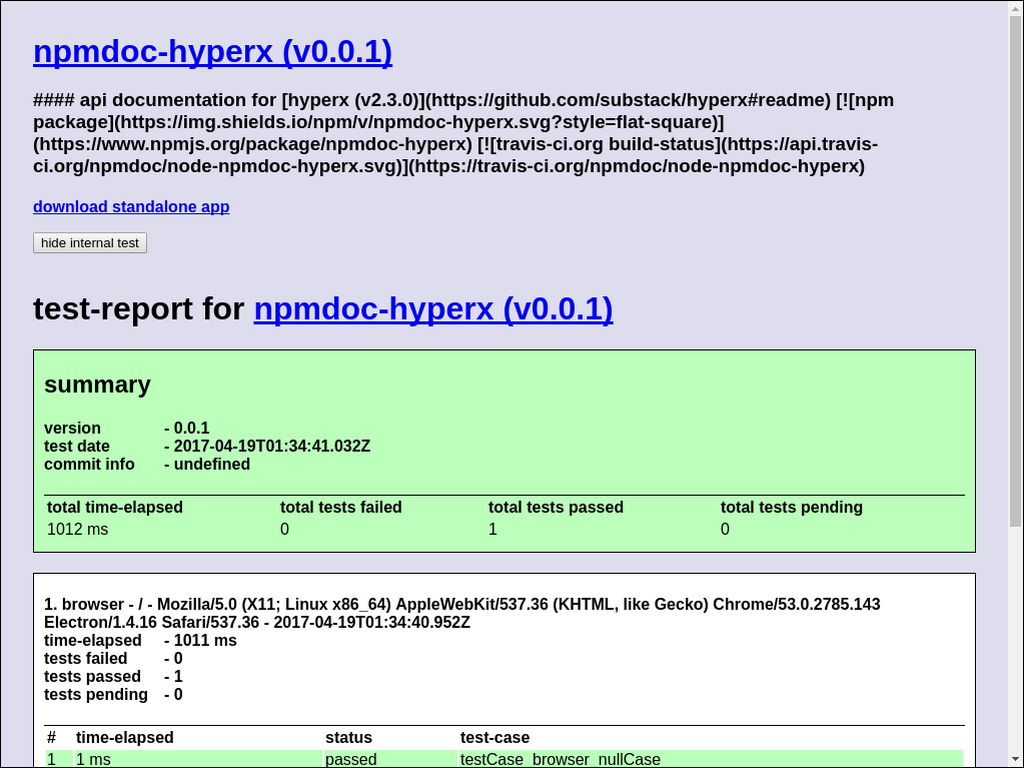 npmdoc-hyperx (v0.0.1)
#### api documentation for [hyperx (v2.3.0)](https://github.com/substack/hyperx#readme) [![npm
package](https://img.shields.io/npm/v/npmdoc-hyperx.svg?style=flat-square)]
(https://www.npmjs.org/package/npmdoc-hyperx) [![travis-ci.org build-status](https://api.travis-
ci.org/npmdoc/node-npmdoc-hyperx.svg)](https://travis-ci.org/npmdoc/node-npmdoc-hyperx)
download standalone app
hide internal test
test-report for npmdoc-hyperx (v0.0.1)
summary
version - 0.0.1
test date - 2017-04-19T01:34:41.032Z
commit info - undefined
total time-elapsed total tests failed total tests passed total tests pending
1012 ms 0 1 0
1. browser - / - Mozilla/5.0 (X11; Linux x86_64) AppleWebKit/537.36 (KHTML, like Gecko) Chrome/53.0.2785.143
Electron/1.4.16 Safari/537.36 - 2017-04-19T01:34:40.952Z
time-elapsed - 1011 ms
tests failed - 0
tests passed - 1
tests pending - 0
# time-elapsed status test-case
1 1 ms passed testCase_browser_nullCase